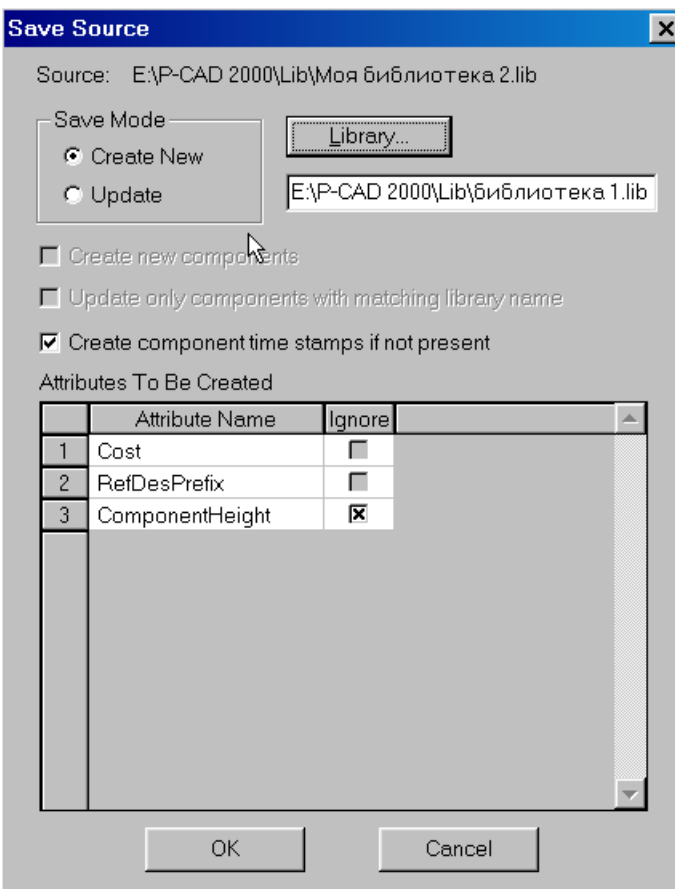 Save Source
Source: E:\P-CAD 2000\Lib\Моя библиотека 2.lib
Save Mode
Library...
Create New
Update
E:\P-CAD 2000\Lib\библиотека 1.lib
Create new components
Update only components with matching library name
Create component time stamps if not present
Attributes To Be Created
Attribute Name Ignore
1 Cost
2 RefDesPrefix
3 ComponentHeight
OK Cancel